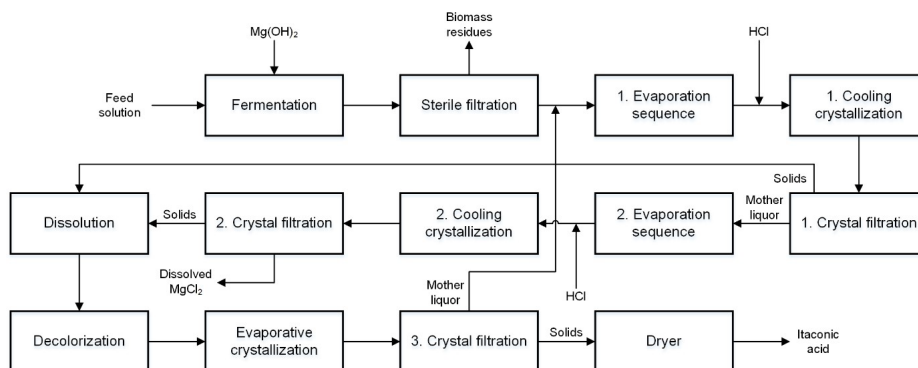 Mg(OH)₂
Biomass
residues
HCl
Feed
solution
Fermentation
Sterile filtration
1. Evaporation
sequence
1. Cooling
crystallization
Solids
Mother
liquor
Dissolution
Solids
2. Crystal filtration
2. Cooling
crystallization
2. Evaporation
sequence
1. Crystal filtration
Dissolved
MgCl₂
Mother
liquor
HCl
Decolorization
Evaporative
crystallization
3. Crystal filtration
Solids
Dryer
Itaconic
acid